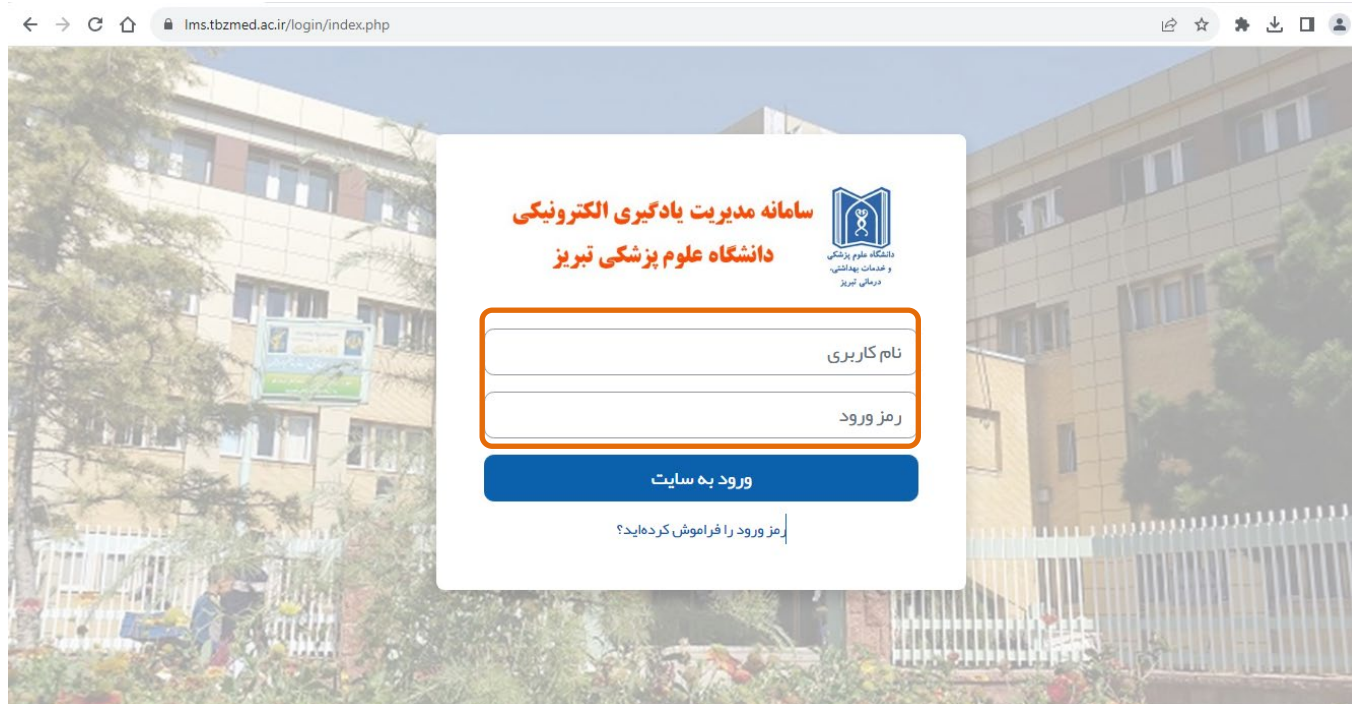 lms.tbzmed.ac.ir/login/index.php
سامانه مدیریت یادگیری الکترونیکی
دانشگاه علوم پزشکی تبریز
دانشگاه علوم پزشکی
و خدمات بهداشتی،
درمانی تبریز
نام کاربری
رمز ورود
ورود به سایت
رمز ورود را فراموش کرده‌اید؟